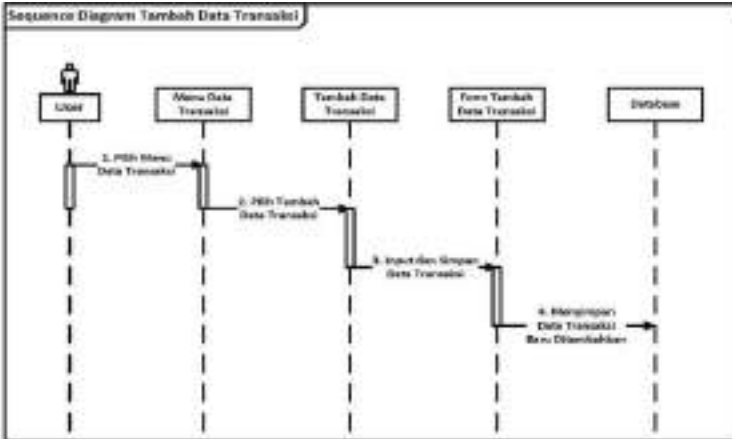 Sequence Diagram Tambah Data Transaksi
User
Menu Data
Transaksi
Tambah Data
Transaksi
Form Tambah
Data Transaksi
Database
1. Pilih Menu
Data Transaksi
2. Pilih Tambah
Data Transaksi
3. Input dan Simpan
Data Transaksi
4. Menyimpan
Data Transaksi
Baru Ditambahkan